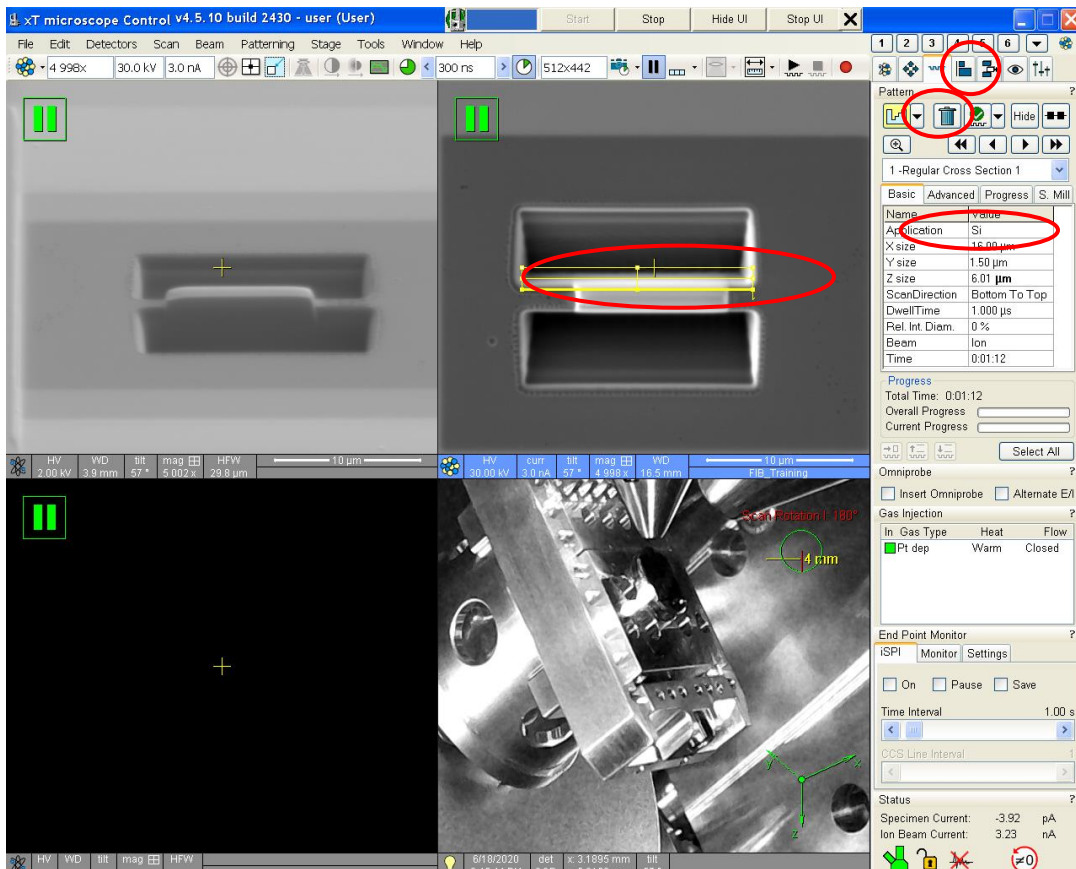 xT microscope Control v4.5.10 build 2430 - user (User)
Start Stop Hide UI Stop UI X
File Edit Detectors Scan Beam Patterning Stage Tools Window Help
4 998x 30.0 kV 3.0 nA 300 ns 512x442
1 2 3 4 5 6
Pattern ?
Hide
1 -Regular Cross Section 1
Basic Advanced Progress S. Mill
Name Value
Application Si
X size 16.00 µm
Y size 1.50 µm
Z size 6.01 µm
ScanDirection Bottom To Top
DwellTime 1.000 µs
Rel. Int. Diam. 0 %
Beam Ion
Time 0:01:12
Progress
Total Time: 0:01:12
Overall Progress
Current Progress
Select All
Omniprobe ?
Insert Omniprobe Alternate E/I
Gas Injection ?
In Gas Type Heat Flow
Pt dep Warm Closed
End Point Monitor ?
iSPI Monitor Settings
On Pause Save
Time Interval 1.00 s
CCS Line Interval 1
Status ?
Specimen Current: -3.92 pA
Ion Beam Current: 3.23 nA
≠0
HV WD tilt mag HFW 10 µm
2.00 kV 3.9 mm 57 ° 5 002 x 29.8 µm
HV curr tilt mag WD 10 µm
30.00 kV 3.0 nA 57 ° 4 998 x 16.5 mm FIB_Training
Scan Rotation I: 180°
4 mm
y x
z
HV WD tilt mag HFW
6/18/2020 det x: 3.1895 mm tilt